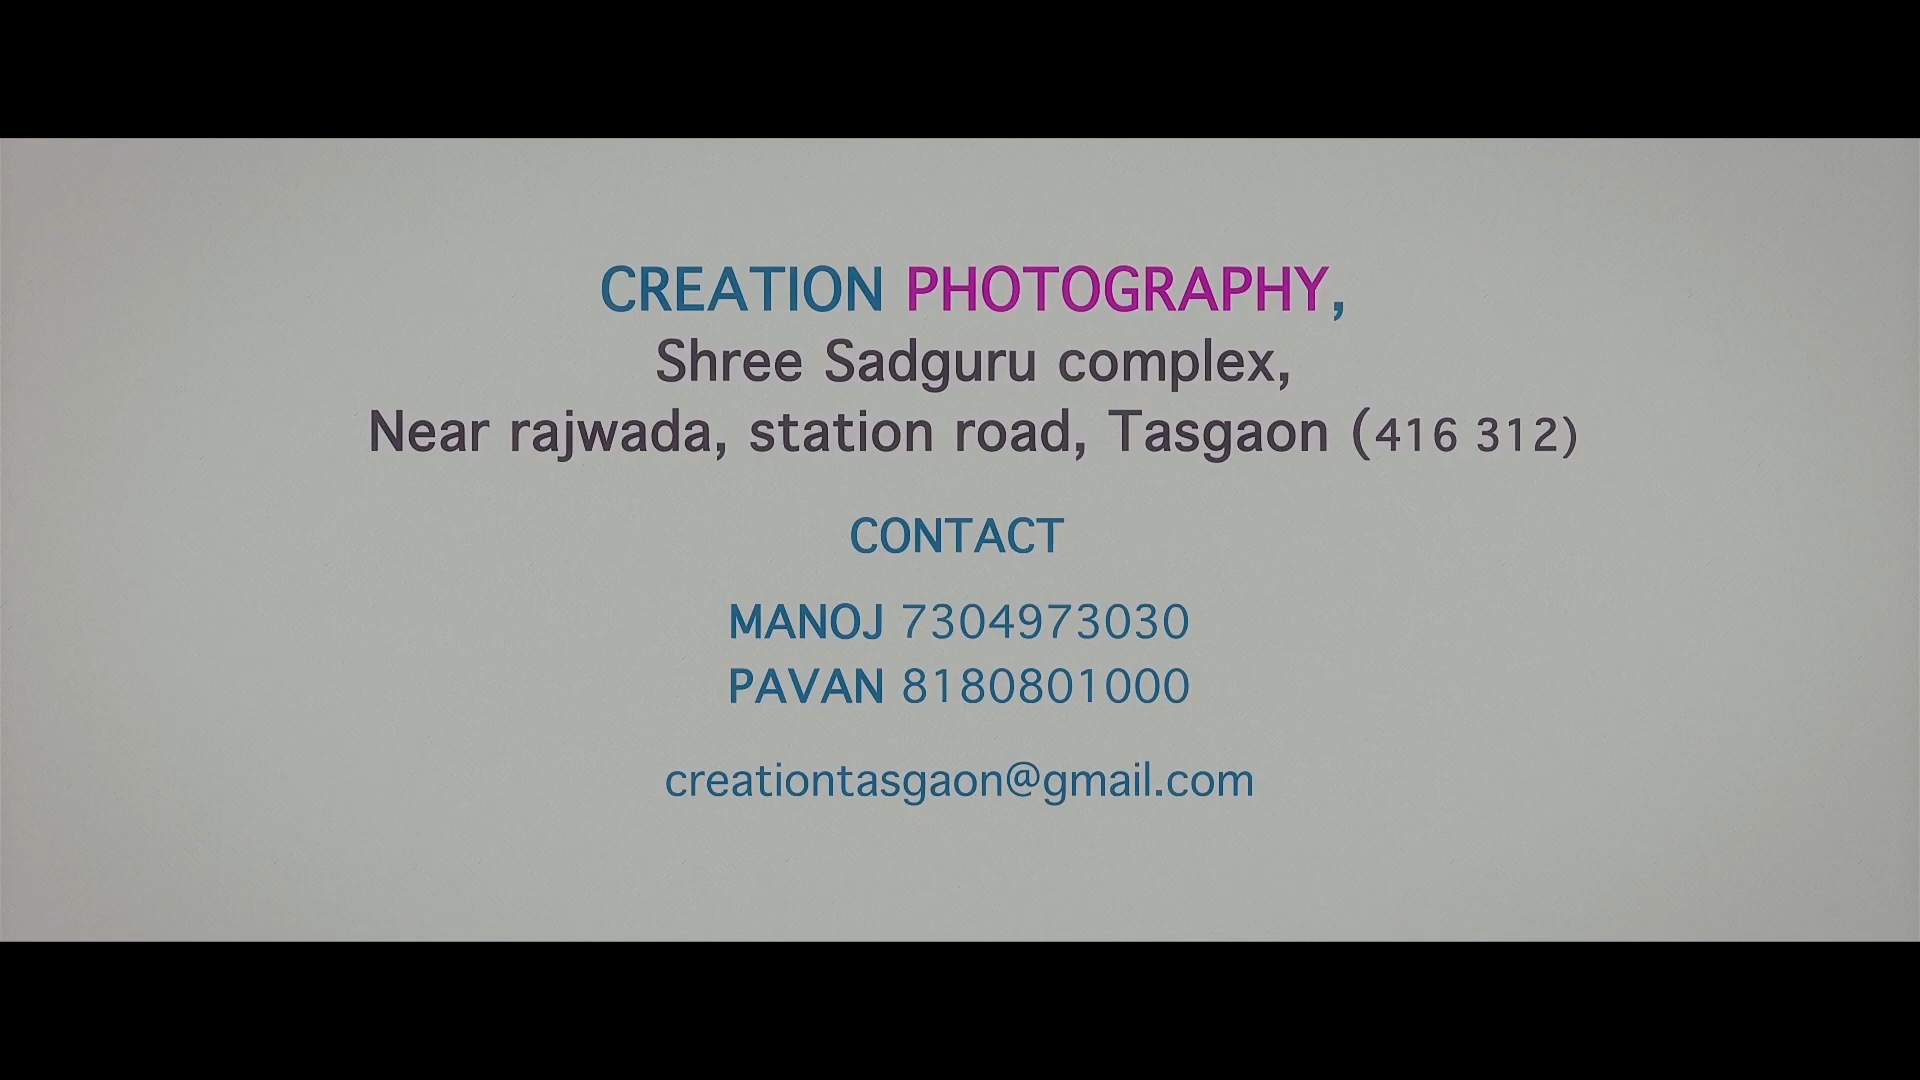 CREATION PHOTOGRAPHY,
Shree Sadguru complex,
Near rajwada, station road, Tasgaon (416 312)
CONTACT
MANOJ 7304973030
PAVAN 8180801000
creationtasgaon@gmail.com